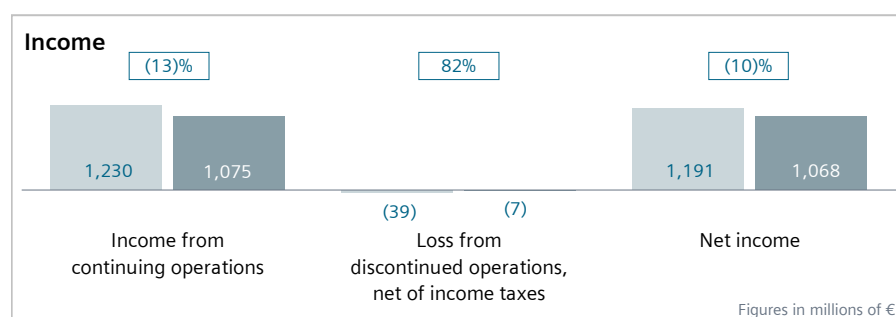 Income
(13)%
82%
(10)%
1,230
1,075
1,191
1,068
(39)
(7)
Income from
continuing operations
Loss from
discontinued operations,
net of income taxes
Net income
Figures in millions of €